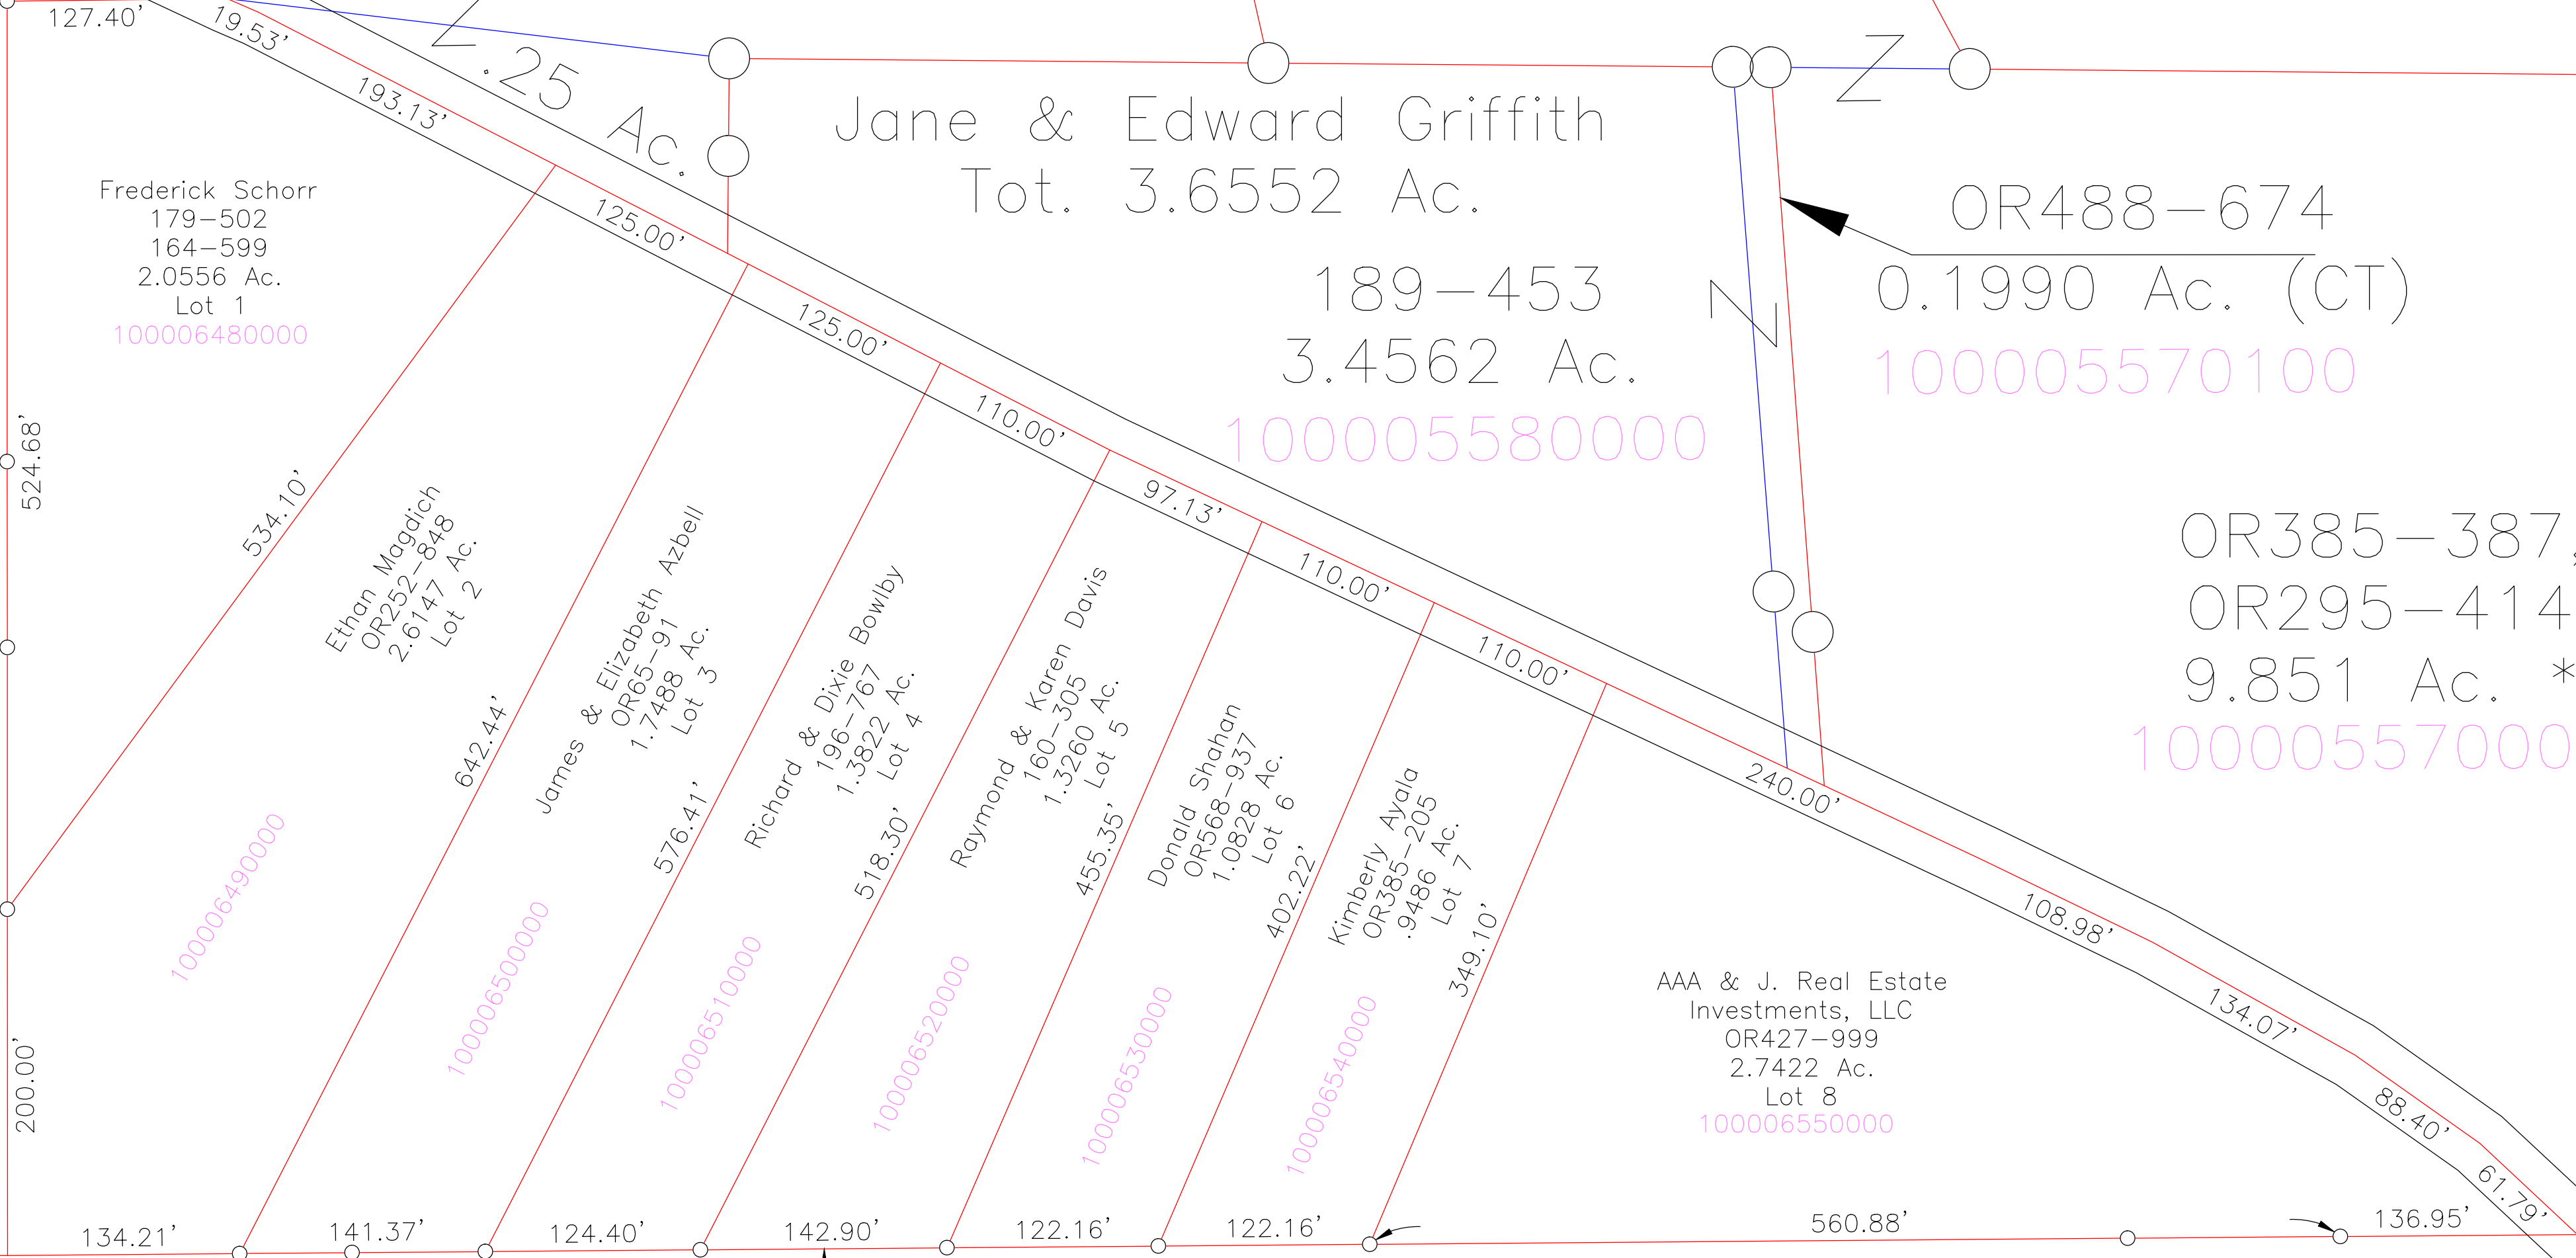 127.40'
19.53'
193.13'
.25 Ac.
Jane & Edward Griffith
Tot. 3.6552 Ac.
189-453
3.4562 Ac.
100005580000
OR488-674
0.1990 Ac. (CT)
100005570100
OR385-387,
OR295-414
9.851 Ac. *
10000557000
Frederick Schorr
179-502
164-599
2.0556 Ac.
Lot 1
100006480000
125.00'
125.00'
110.00'
97.13'
110.00'
110.00'
240.00'
108.98'
134.07'
88.40'
61.79'
524.68'
534.10'
Ethan Magdich
OR252-848
2.6147 Ac.
Lot 2
100006490000
642.44'
James & Elizabeth Azbell
OR65-91
1.7488 Ac.
Lot 3
100006500000
576.41'
Richard & Dixie Bowlby
196-767
1.3822 Ac.
Lot 4
100006510000
518.30'
Raymond & Karen Davis
160-305
1.3260 Ac.
Lot 5
100006520000
455.35'
Donald Shahan
OR568-937
1.0828 Ac.
Lot 6
100006530000
402.22'
Kimberly Ayala
OR385-205
.9486 Ac.
Lot 7
100006540000
349.10'
AAA & J. Real Estate
Investments, LLC
OR427-999
2.7422 Ac.
Lot 8
100006550000
200.00'
134.21'
141.37'
124.40'
142.90'
122.16'
122.16'
560.88'
136.95'